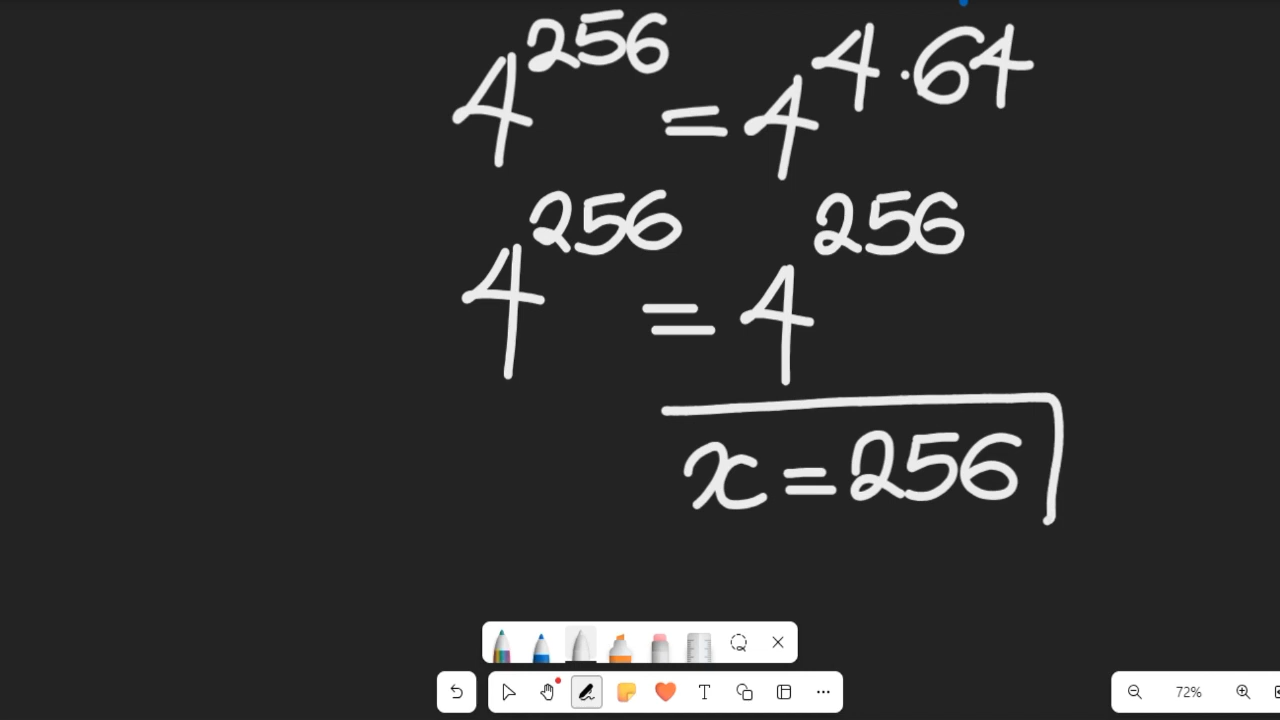 4^256 = 4^4·64
4^256 = 4^256
x = 256
T
72%